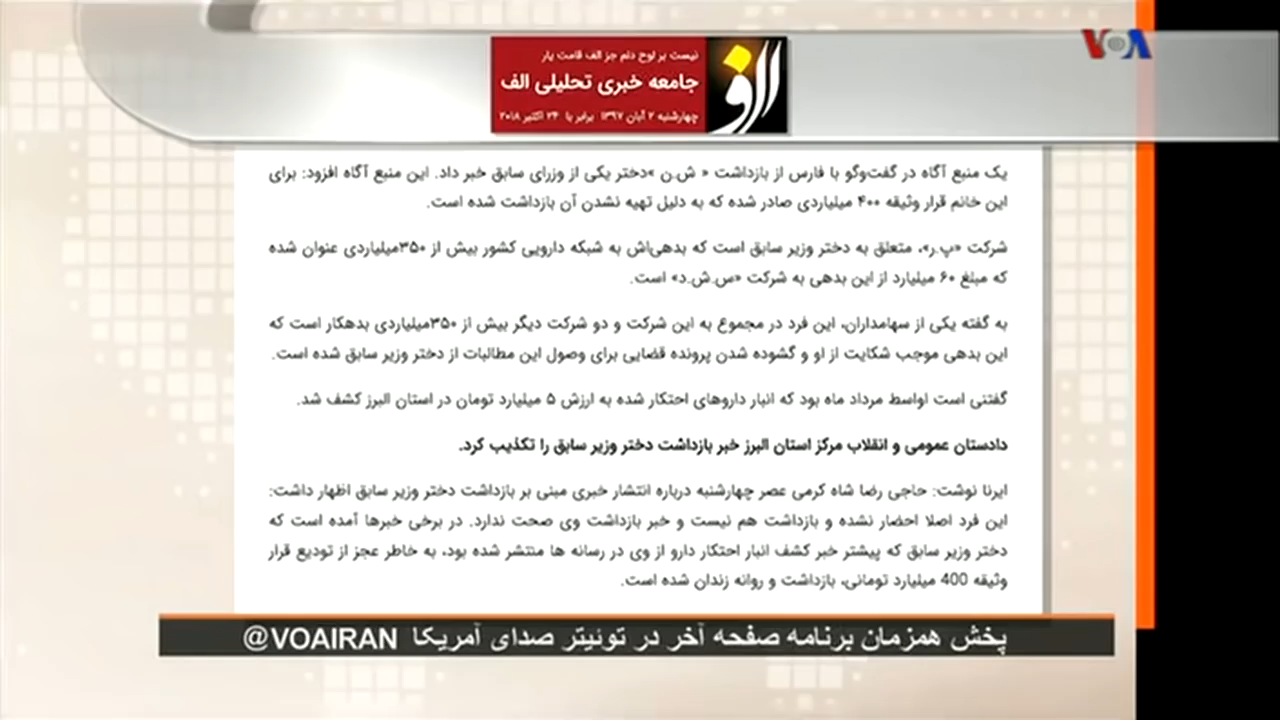 VOA
نیست بر لوح دلم جز الف قامت یار
جامعه خبری تحلیلی الف
چهارشنبه ۲ آبان ۱۳۹۷ برابر با ۲۴ اکتبر ۲۰۱۸
الف
یک منبع آگاه در گفت‌وگو با فارس از بازداشت « ش.ن »دختر یکی از وزرای سابق خبر داد. این منبع آگاه افزود: برای
این خانم قرار وثیقه ۴۰۰ میلیاردی صادر شده که به دلیل تهیه نشدن آن بازداشت شده است.
شرکت «پ.ر»، متعلق به دختر وزیر سابق است که بدهی‌اش به شبکه دارویی کشور بیش از ۳۵۰میلیاردی عنوان شده
که مبلغ ۶۰ میلیارد از این بدهی به شرکت «س.ش.د» است.
به گفته یکی از سهامداران، این فرد در مجموع به این شرکت و دو شرکت دیگر بیش از ۳۵۰میلیاردی بدهکار است که
این بدهی موجب شکایت از او و گشوده شدن پرونده قضایی برای وصول این مطالبات از دختر وزیر سابق شده است.
گفتنی است اواسط مرداد ماه بود که انبار داروهای احتکار شده به ارزش ۵ میلیارد تومان در استان البرز کشف شد.
دادستان عمومی و انقلاب مرکز استان البرز خبر بازداشت دختر وزیر سابق را تکذیب کرد.
ایرنا نوشت: حاجی رضا شاه کرمی عصر چهارشنبه درباره انتشار خبری مبنی بر بازداشت دختر وزیر سابق اظهار داشت:
این فرد اصلا احضار نشده و بازداشت هم نیست و خبر بازداشت وی صحت ندارد. در برخی خبرها آمده است که
دختر وزیر سابق که پیشتر خبر کشف انبار احتکار دارو از وی در رسانه ها منتشر شده بود، به خاطر عجز از تودیع قرار
وثیقه 400 میلیارد تومانی، بازداشت و روانه زندان شده است.
پخش همزمان برنامه صفحه آخر در توئیتر صدای آمریکا @VOAIRAN